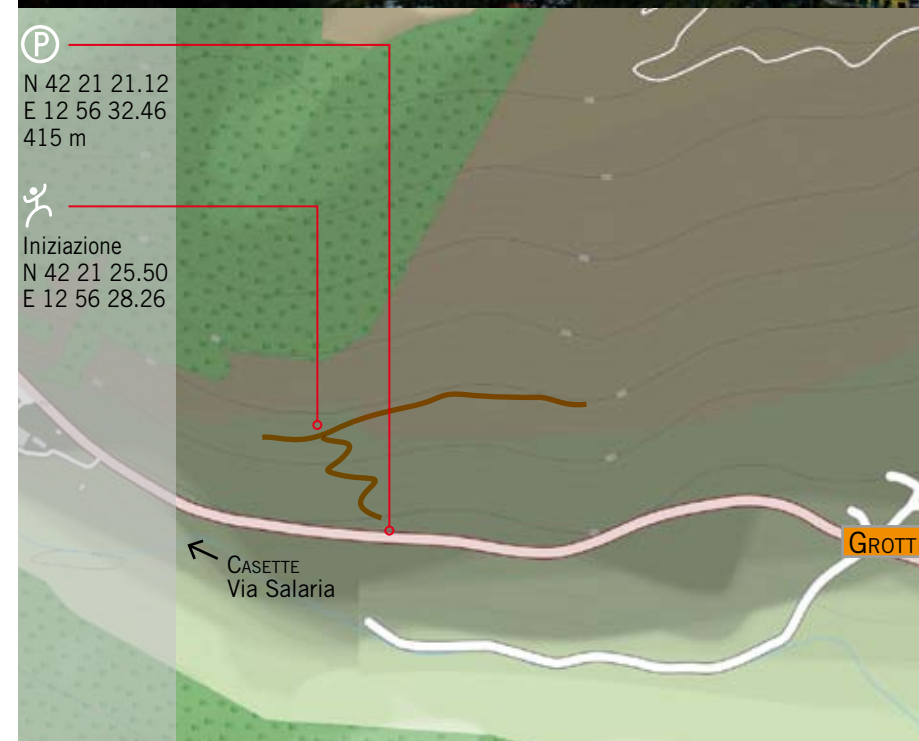 P
N 42 21 21.12
E 12 56 32.46
415 m
Iniziazione
N 42 21 25.50
E 12 56 28.26
CASETTE
Via Salaria
GROTT